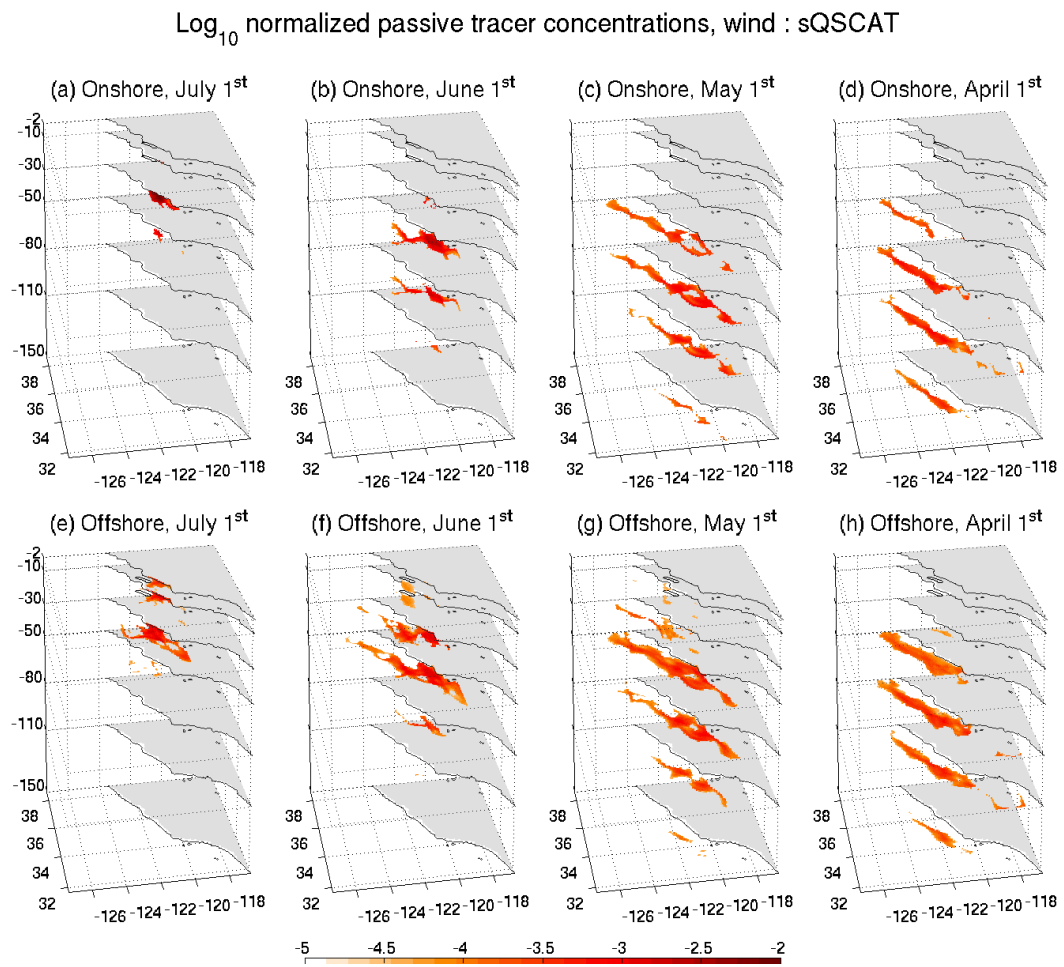 Log10 normalized passive tracer concentrations, wind : sQSCAT
(a) Onshore, July 1st
(b) Onshore, June 1st
(c) Onshore, May 1st
(d) Onshore, April 1st
-2
-10
-30
-50
-80
-110
-150
38
36
34
32
-126 -124 -122 -120 -118
38
36
34
32
-126 -124 -122 -120 -118
38
36
34
32
-126 -124 -122 -120 -118
38
36
34
32
-126 -124 -122 -120 -118
(e) Offshore, July 1st
(f) Offshore, June 1st
(g) Offshore, May 1st
(h) Offshore, April 1st
-2
-10
-30
-50
-80
-110
-150
38
36
34
32
-126 -124 -122 -120 -118
38
36
34
32
-126 -124 -122 -120 -118
38
36
34
32
-126 -124 -122 -120 -118
38
36
34
32
-126 -124 -122 -120 -118
-5 -4.5 -4 -3.5 -3 -2.5 -2